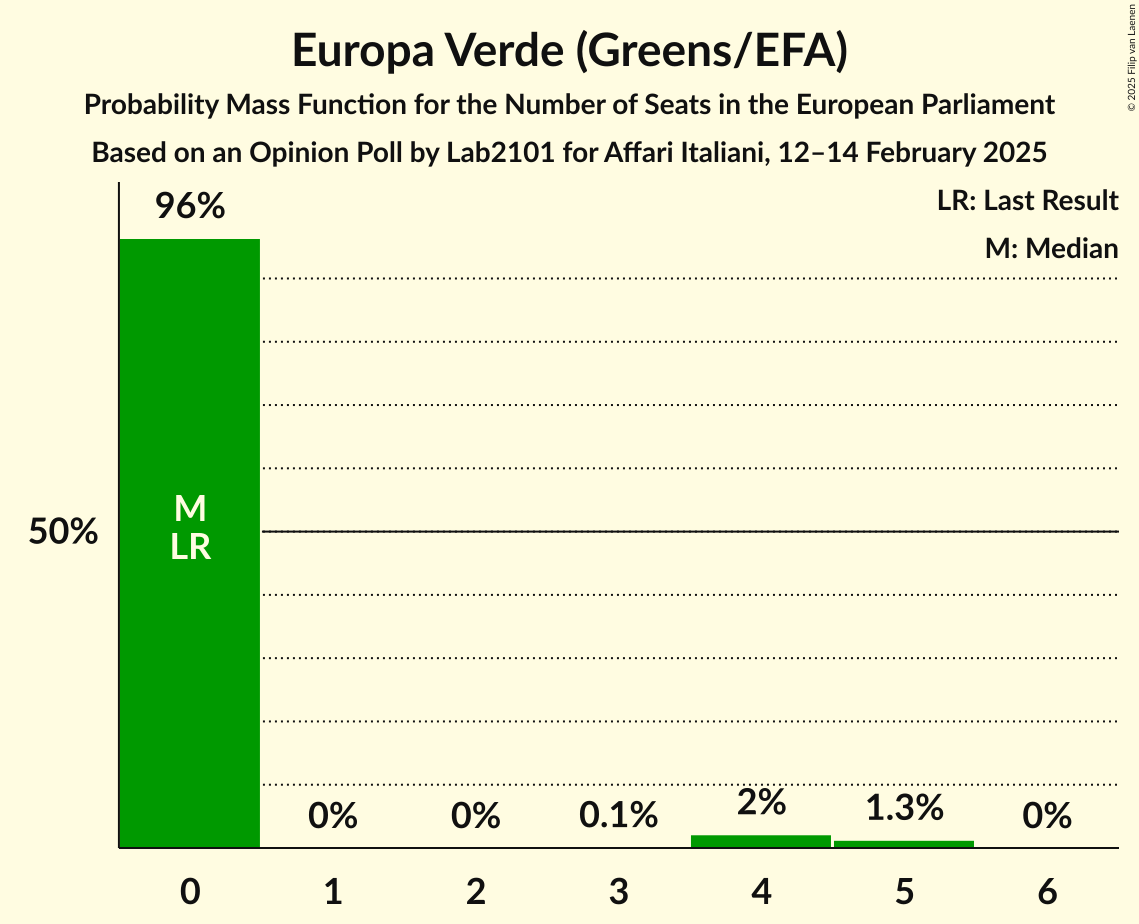 Europa Verde (Greens/EFA)
Probability Mass Function for the Number of Seats in the European Parliament
Based on an Opinion Poll by Lab2101 for Affari Italiani, 12–14 February 2025
© 2025 Filip van Laenen
LR: Last Result
M: Median
96%
50%
M
LR
0%
0%
0.1%
2%
1.3%
0%
0
1
2
3
4
5
6